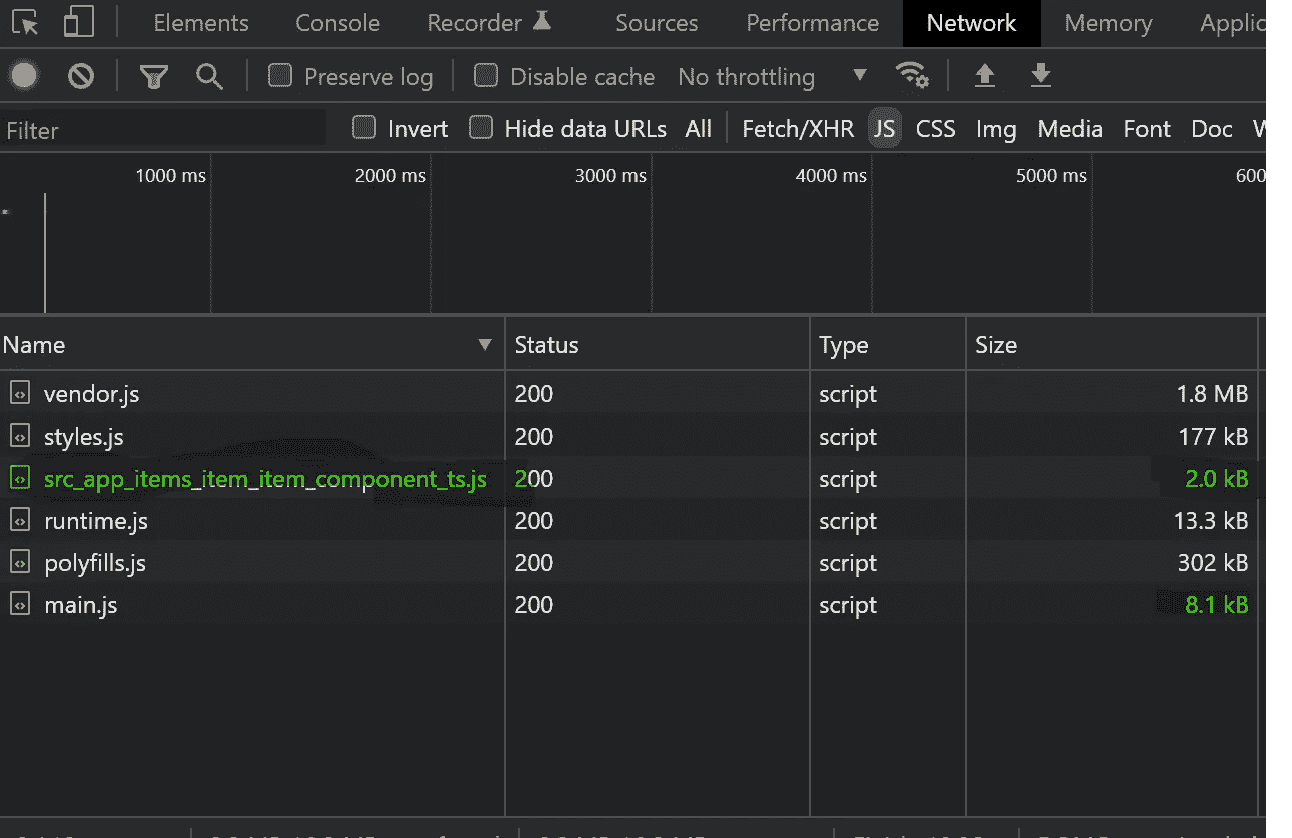 Elements Console Recorder Sources Performance Network Memory Applic
Preserve log Disable cache No throttling
Filter Invert Hide data URLs All Fetch/XHR JS CSS Img Media Font Doc W
1000 ms 2000 ms 3000 ms 4000 ms 5000 ms 600
Name Status Type Size
vendor.js 200 script 1.8 MB
styles.js 200 script 177 kB
src_app_items_item_item_component_ts.js 200 script 2.0 kB
runtime.js 200 script 13.3 kB
polyfills.js 200 script 302 kB
main.js 200 script 8.1 kB